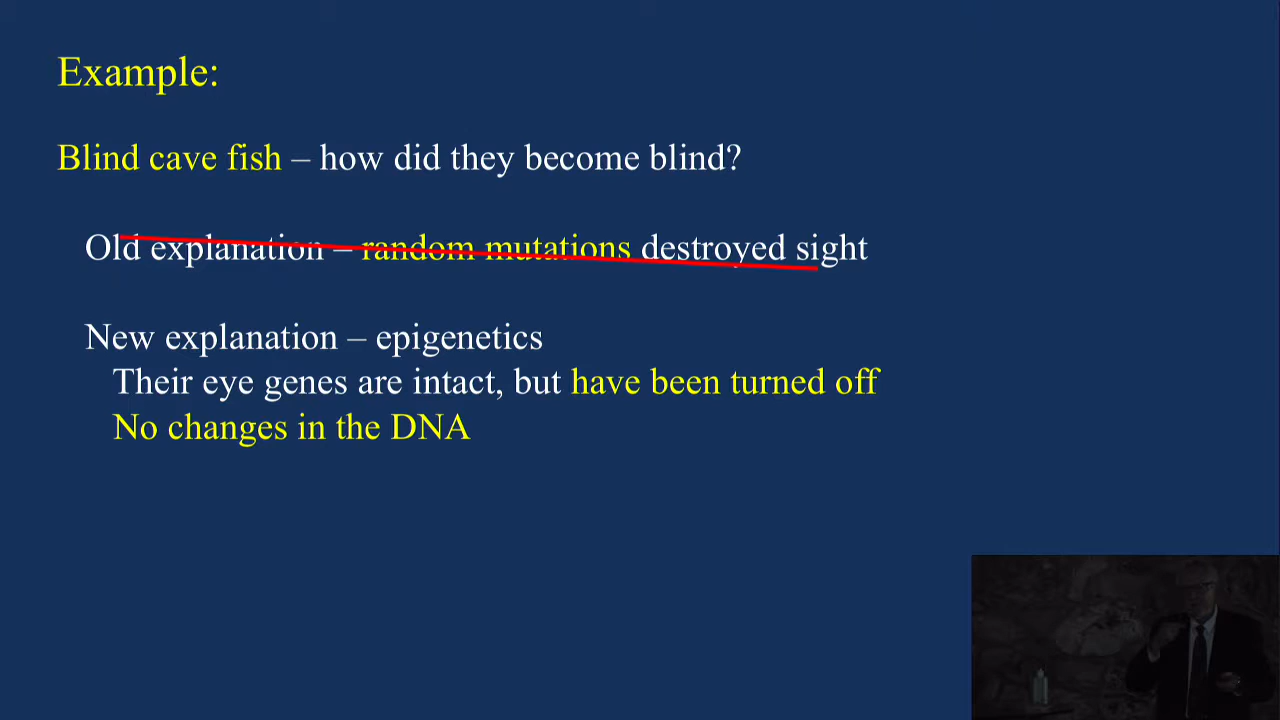 Example:
Blind cave fish – how did they become blind?
Old explanation – random mutations destroyed sight
New explanation – epigenetics
Their eye genes are intact, but have been turned off
No changes in the DNA